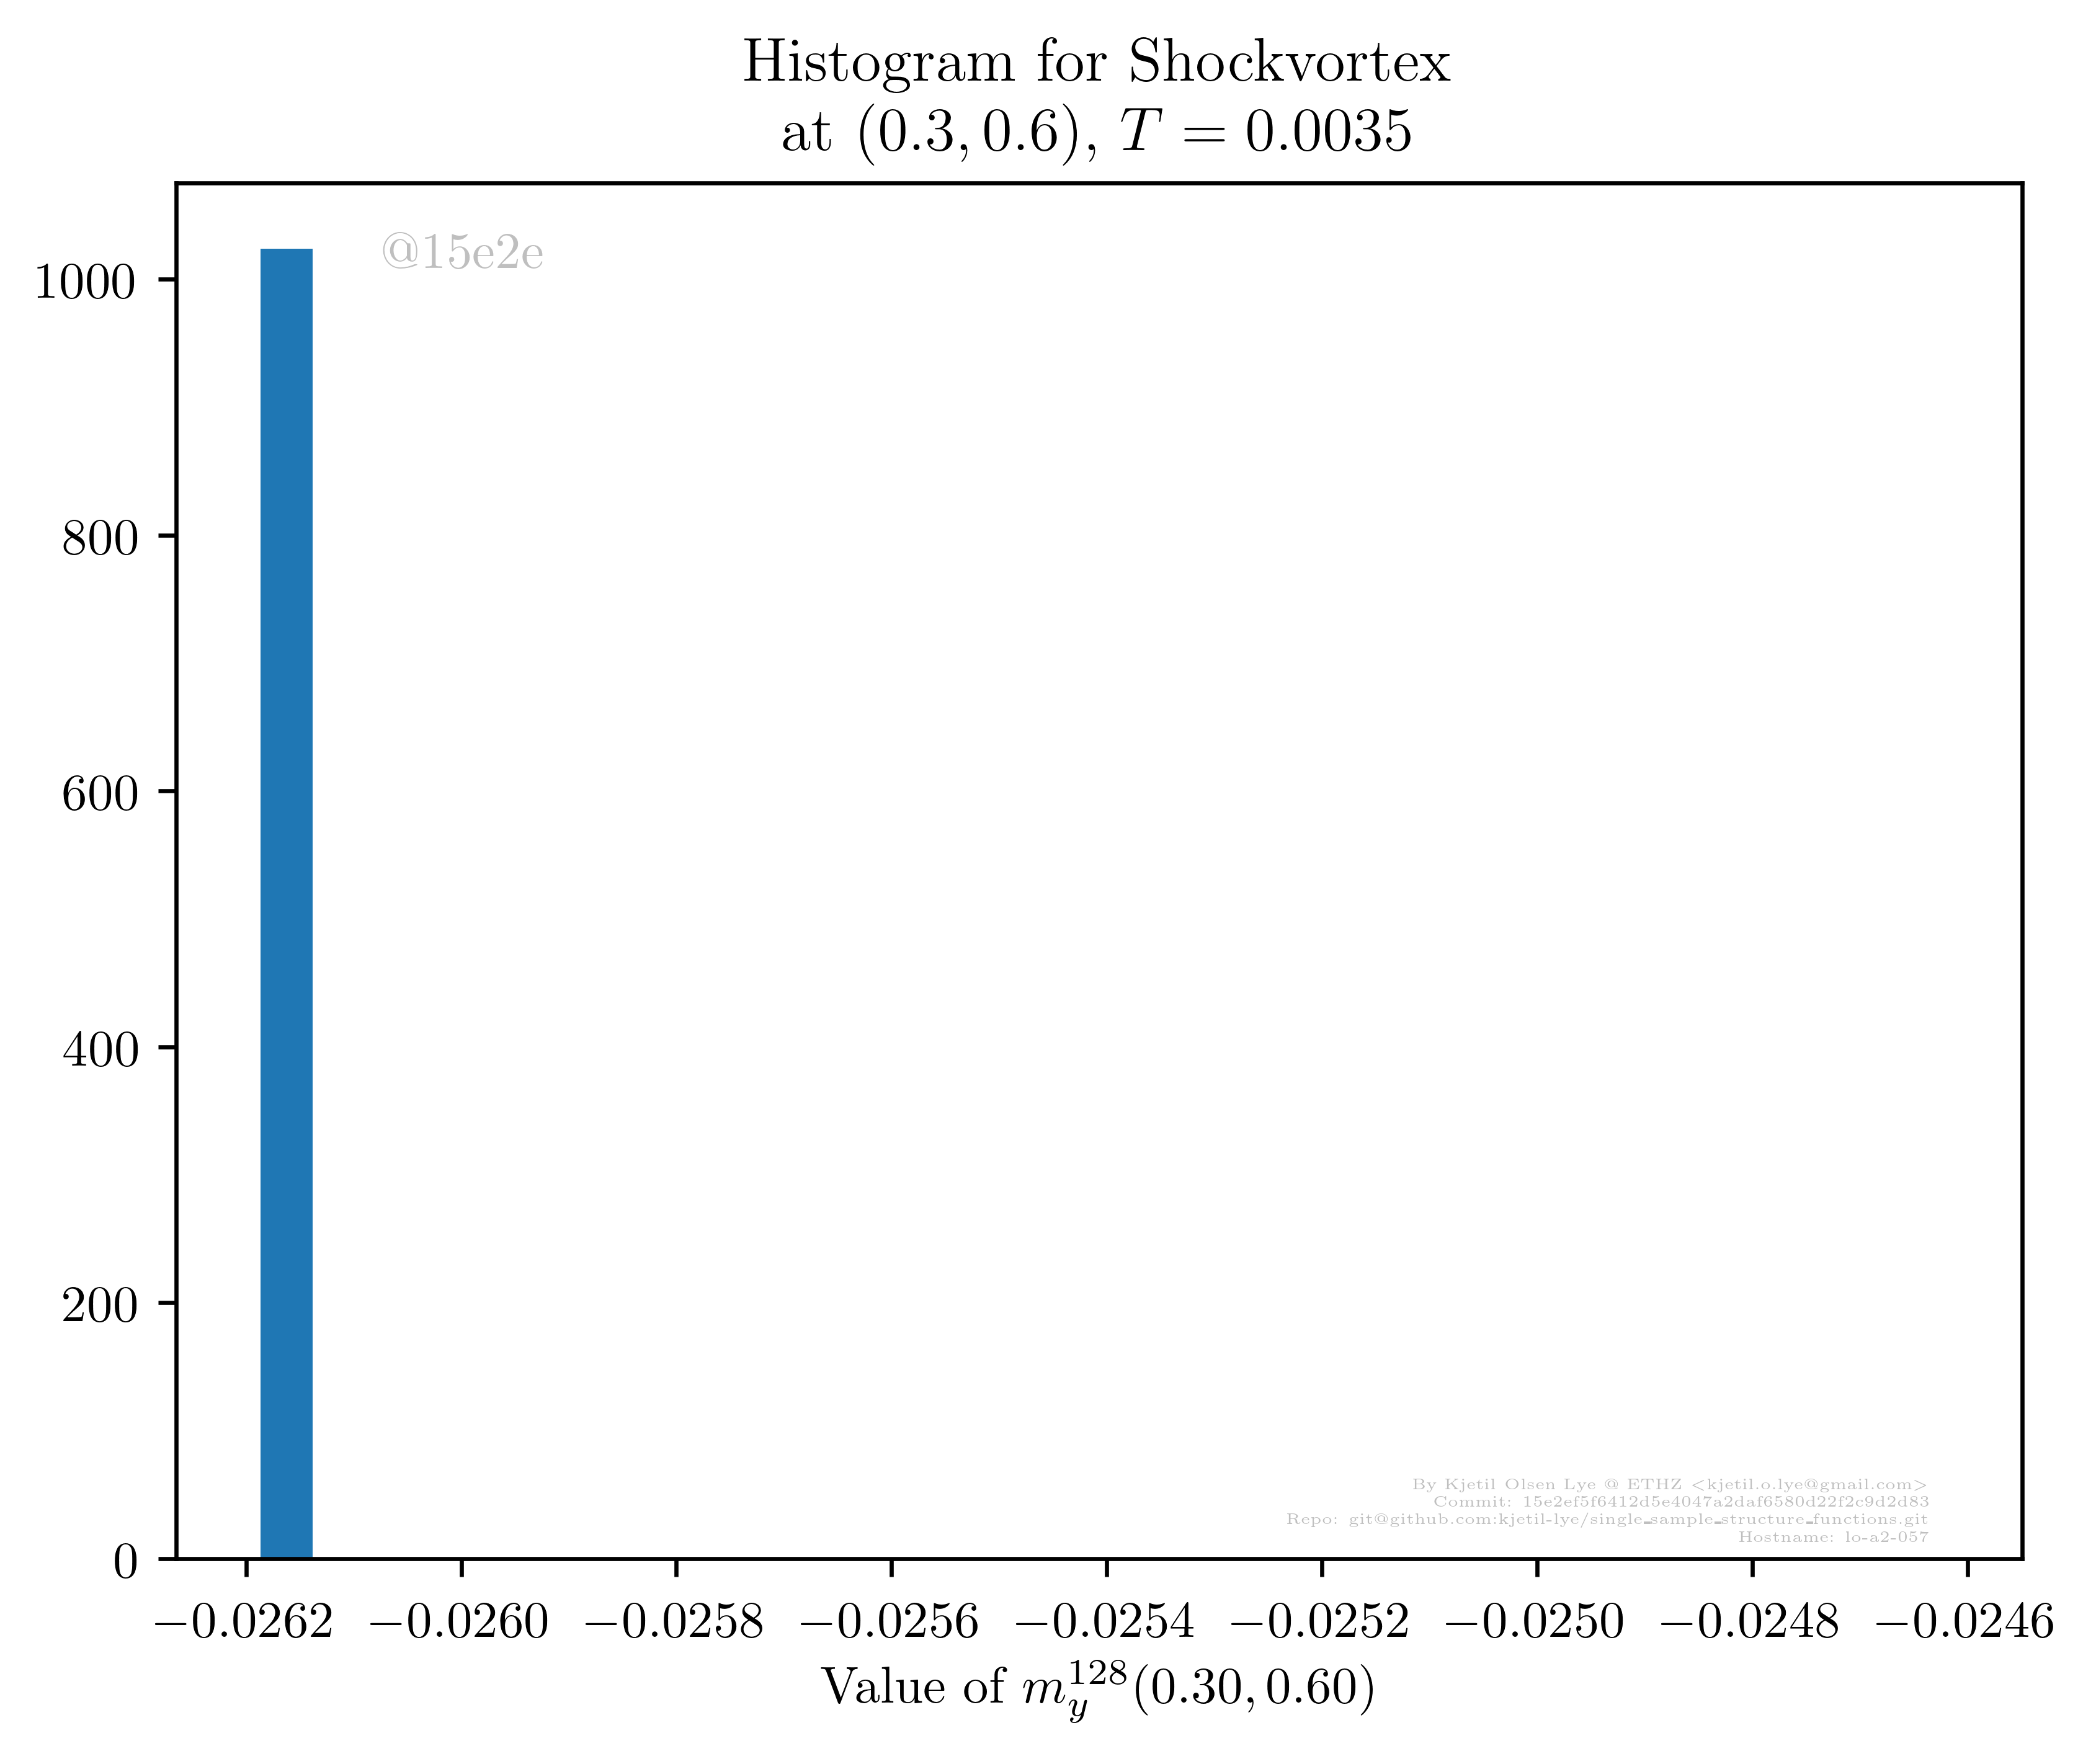 Histogram for Shockvortex
at (0.3, 0.6), T = 0.0035
@15e2e
1000
800
600
400
200
0
By Kjetil Olsen Lye @ ETHZ <kjetil.o.lye@gmail.com>
Commit: 15e2ef5f6412d5e4047a2daf6580d22f2c9d2d83
Repo: git@github.com:kjetil-lye/single_sample_structure_functions.git
Hostname: lo-a2-057
−0.0262 −0.0260 −0.0258 −0.0256 −0.0254 −0.0252 −0.0250 −0.0248 −0.0246
Value of m_y^{128}(0.30, 0.60)